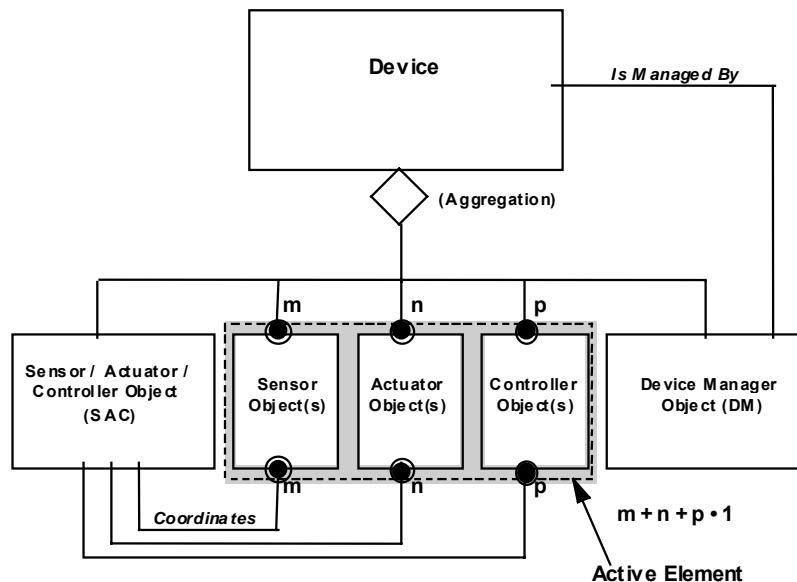 Device
Is Managed By
(Aggregation)
m
n
p
Sensor / Actuator /
Controller Object
(SAC)
Sensor
Object(s)
Actuator
Object(s)
Controller
Object(s)
Device Manager
Object (DM)
m
n
p
Coordinates
m + n + p • 1
Active Element